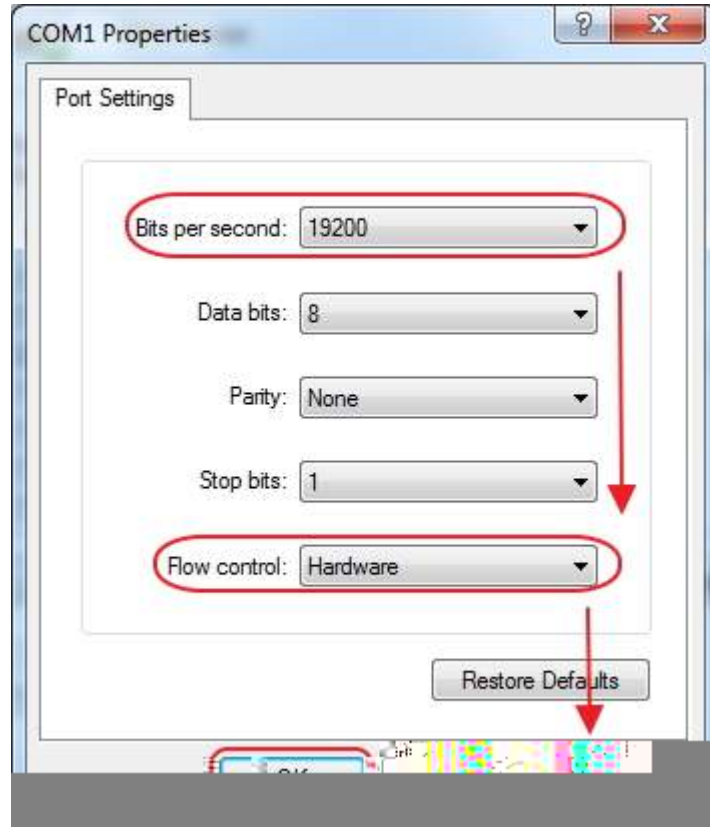 COM1 Properties
Port Settings
Bits per second: 19200
Data bits: 8
Parity: None
Stop bits: 1
Flow control: Hardware
Restore Defaults